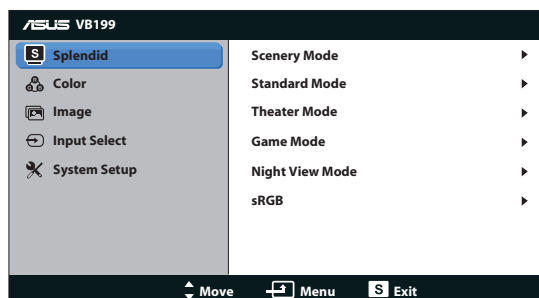 ASUS VB199
S Splendid
Color
Image
Input Select
System Setup
Scenery Mode
Standard Mode
Theater Mode
Game Mode
Night View Mode
sRGB
Move Menu S Exit